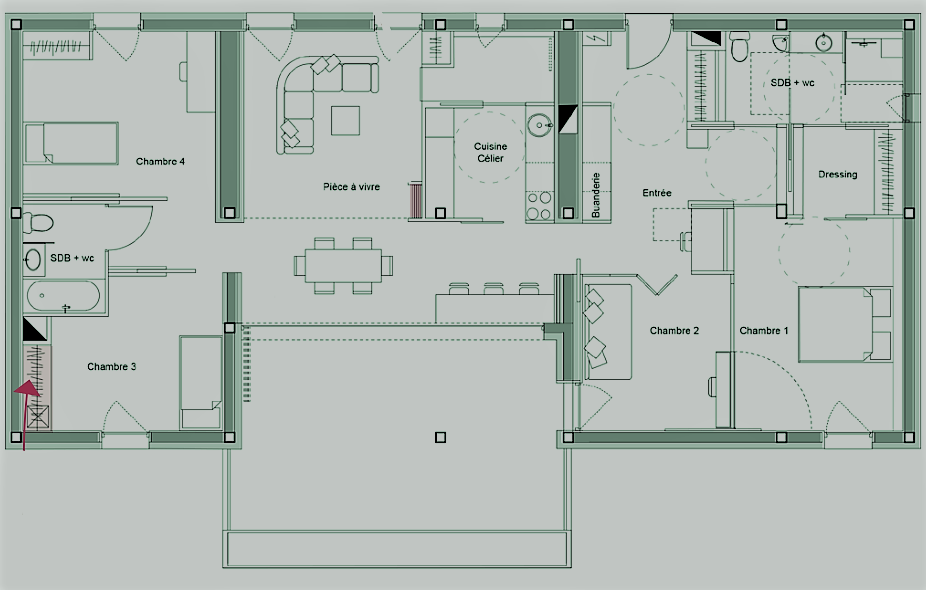 SDB + wc
Cuisine
Célier
Chambre 4
Pièce à vivre
Buanderie
Entrée
Dressing
SDB + wc
Chambre 3
Chambre 2
Chambre 1